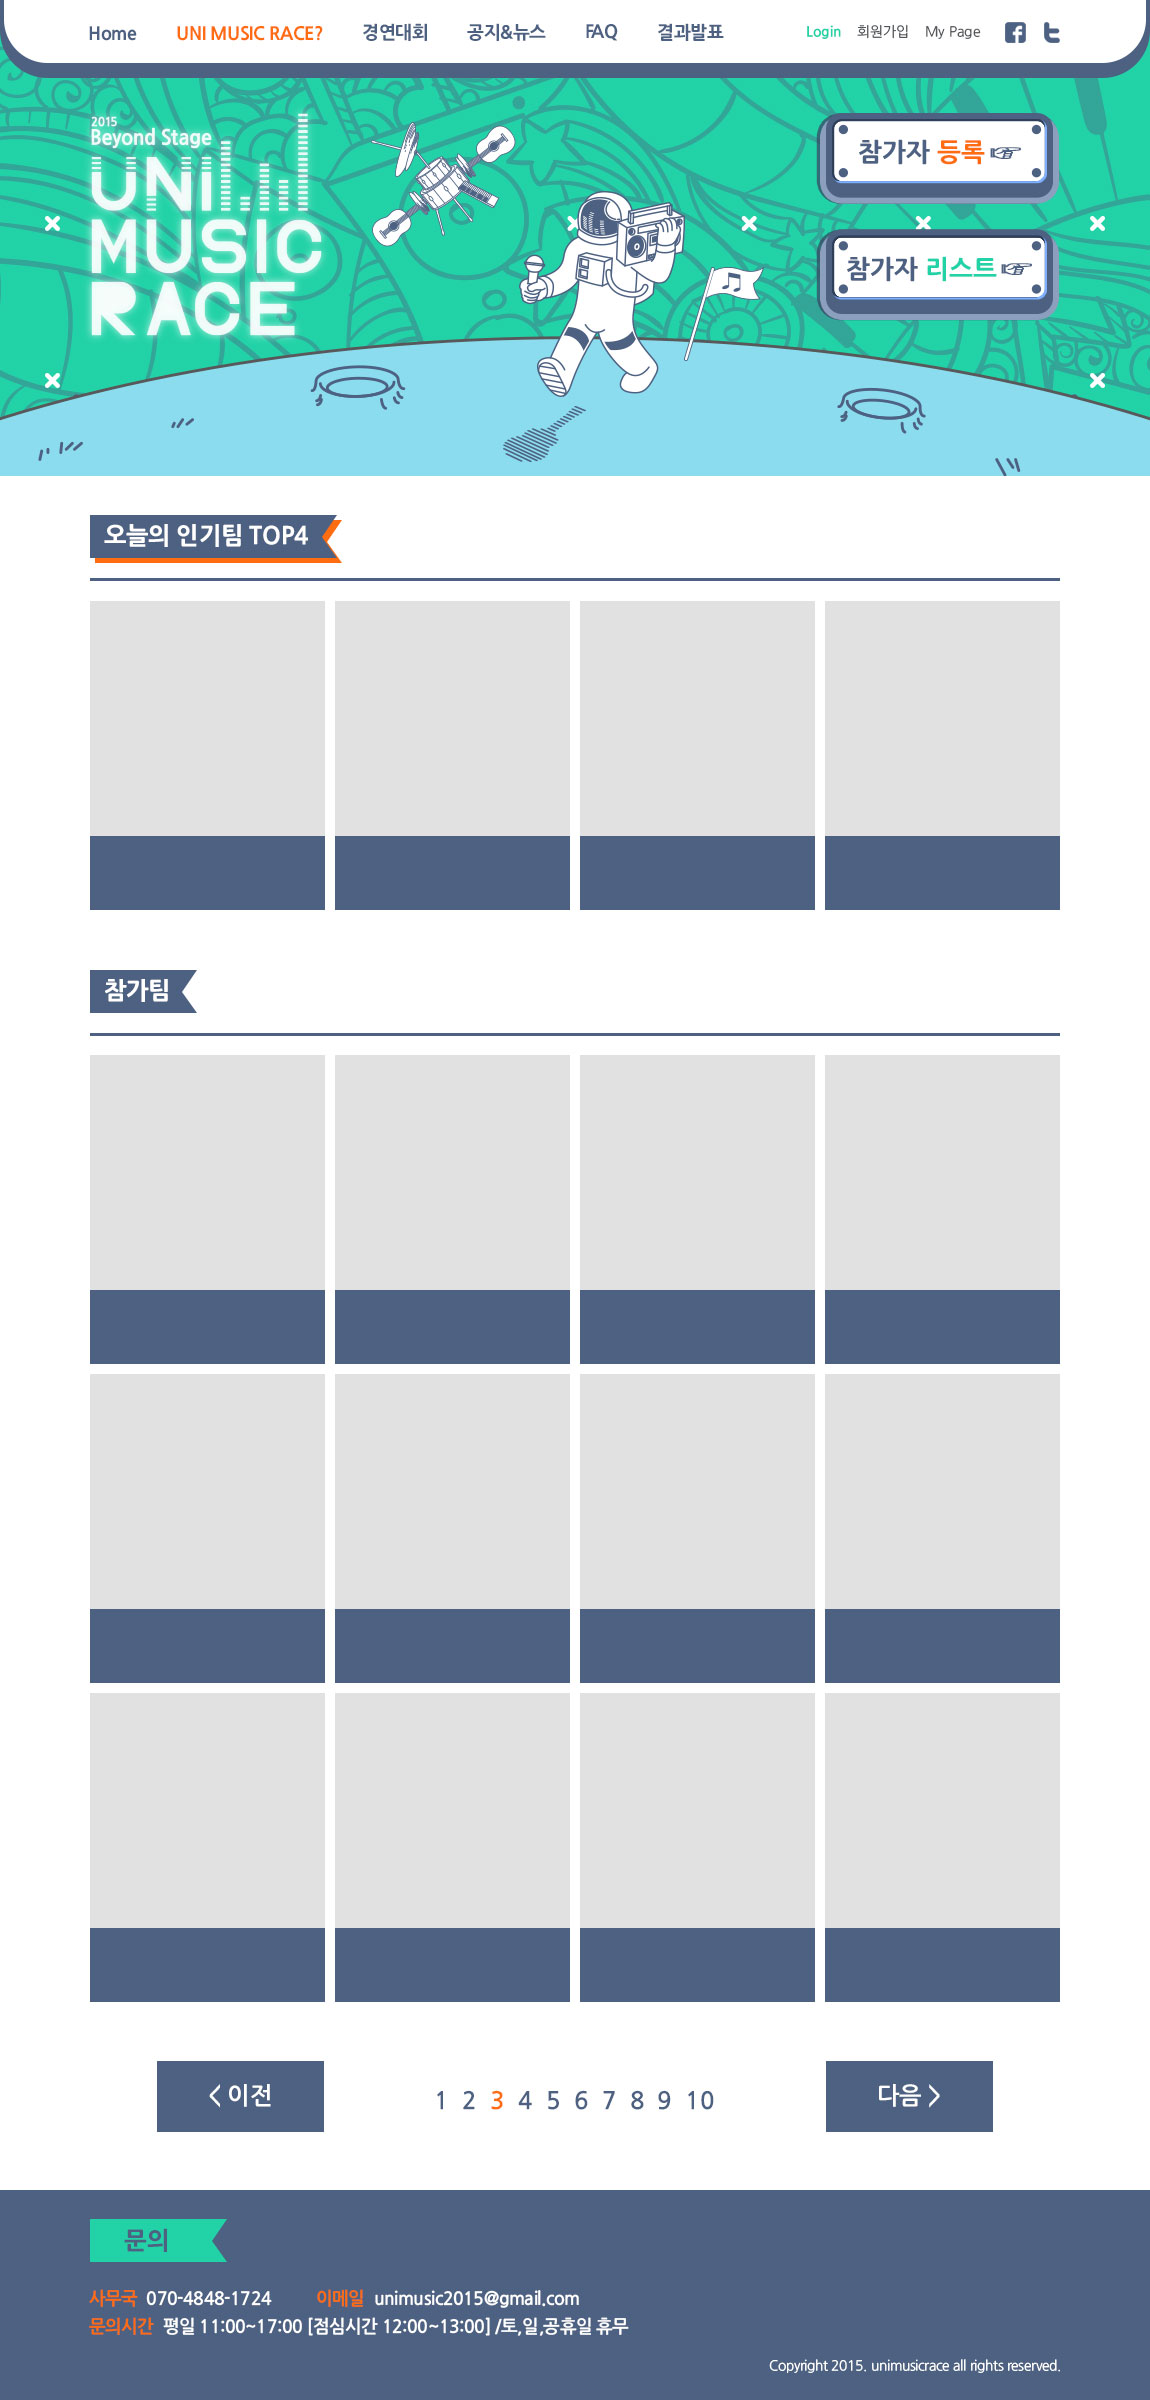 Home UNI MUSIC RACE? 경연대회 공지&뉴스 FAQ 결과발표 Login 회원가입 My Page
2015
Beyond Stage
UNI
MUSIC
RACE
참가자 등록
참가자 리스트
오늘의 인기팀 TOP4
참가팀
< 이전 1 2 3 4 5 6 7 8 9 10 다음 >
문의
사무국 070-4848-1724 이메일 unimusic2015@gmail.com
문의시간 평일 11:00~17:00 [점심시간 12:00~13:00] /토,일,공휴일 휴무
Copyright 2015. unimusicrace all rights reserved.